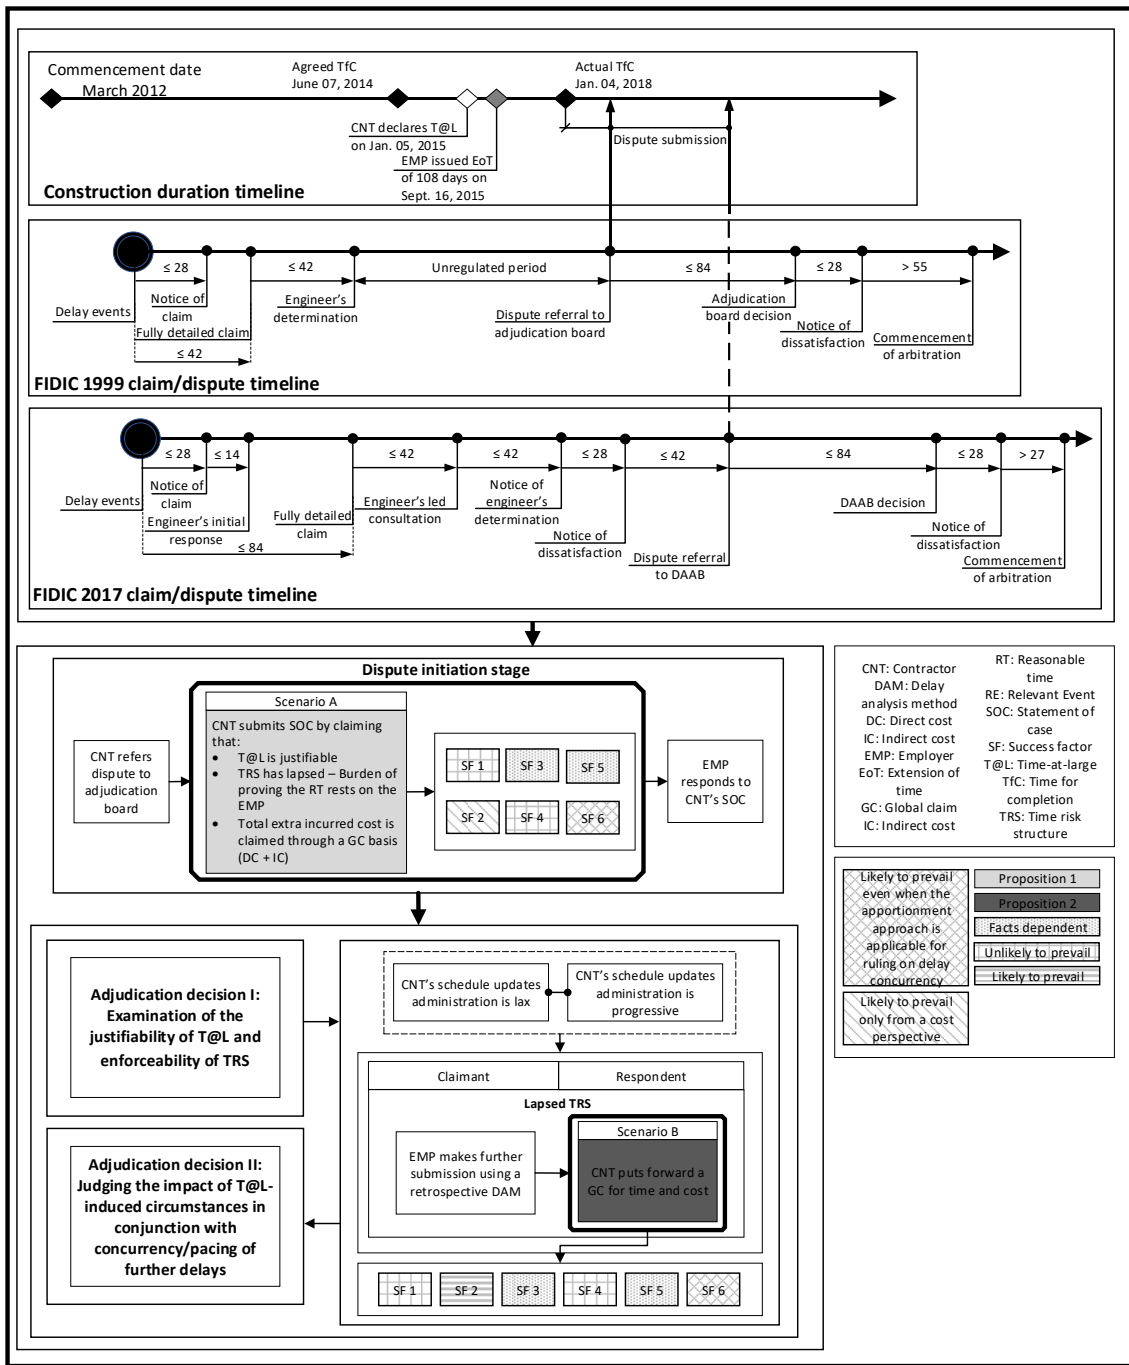 Commencement date
March 2012
Agreed TfC
June 07, 2014
Actual TfC
Jan. 04, 2018
CNT declares T@L
on Jan. 05, 2015
EMP issued EoT
of 108 days on
Sept. 16, 2015
Dispute submission
Construction duration timeline
≤ 28
≤ 42
Unregulated period
≤ 84
≤ 28
> 55
Delay events
Notice of
claim
Fully detailed claim
≤ 42
Engineer's
determination
Dispute referral to
adjudication board
Adjudication
board decision
Notice of
dissatisfaction
Commencement
of arbitration
FIDIC 1999 claim/dispute timeline
≤ 28
≤ 14
≤ 42
≤ 42
≤ 28
≤ 42
≤ 84
≤ 28
> 27
Delay events
Notice of
claim
Engineer's initial
response
≤ 84
Fully detailed
claim
Engineer's led
consultation
Notice of
engineer's
determination
Notice of
dissatisfaction
Dispute referral
to DAAB
DAAB decision
Notice of
dissatisfaction
Commencement
of arbitration
FIDIC 2017 claim/dispute timeline
Dispute initiation stage
CNT refers
dispute to
adjudication
board
Scenario A
CNT submits SOC by claiming
that:
• T@L is justifiable
• TRS has lapsed – Burden of
proving the RT rests on the
EMP
• Total extra incurred cost is
claimed through a GC basis
(DC + IC)
SF 1
SF 3
SF 5
SF 2
SF 4
SF 6
EMP
responds to
CNT's SOC
CNT: Contractor
DAM: Delay
analysis method
DC: Direct cost
IC: Indirect cost
EMP: Employer
EoT: Extension of
time
GC: Global claim
IC: Indirect cost
RT: Reasonable
time
RE: Relevant Event
SOC: Statement of
case
SF: Success factor
T@L: Time-at-large
TfC: Time for
completion
TRS: Time risk
structure
Likely to prevail
even when the
apportionment
approach is
applicable for
ruling on delay
concurrency
Likely to prevail
only from a cost
perspective
Proposition 1
Proposition 2
Facts dependent
Unlikely to prevail
Likely to prevail
Adjudication decision I:
Examination of the
justifiability of T@L and
enforceability of TRS
Adjudication decision II:
Judging the impact of T@L-
induced circumstances in
conjunction with
concurrency/pacing of
further delays
CNT's schedule updates
administration is lax
CNT's schedule updates
administration is
progressive
Claimant
Respondent
Lapsed TRS
EMP makes further
submission using a
retrospective DAM
Scenario B
CNT puts forward a
GC for time and cost
SF 1
SF 2
SF 3
SF 4
SF 5
SF 6